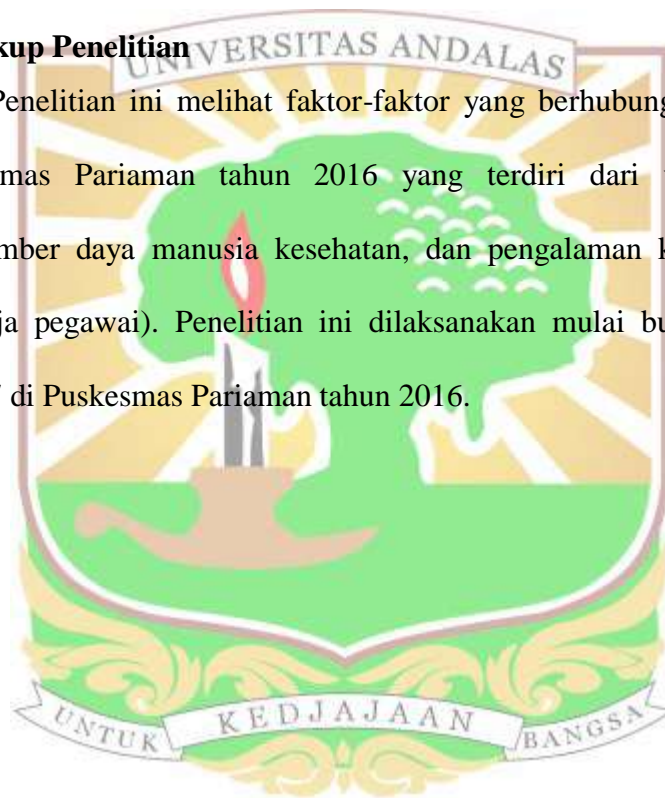 kup Penelitian
UNIVERSITAS ANDALAS
Penelitian ini melihat faktor-faktor yang berhubung
mas Pariaman tahun 2016 yang terdiri dari
mber daya manusia kesehatan, dan pengalaman k
ja pegawai). Penelitian ini dilaksanakan mulai bu
di Puskesmas Pariaman tahun 2016.
UNTUK KEDJAJAAN BANGSA